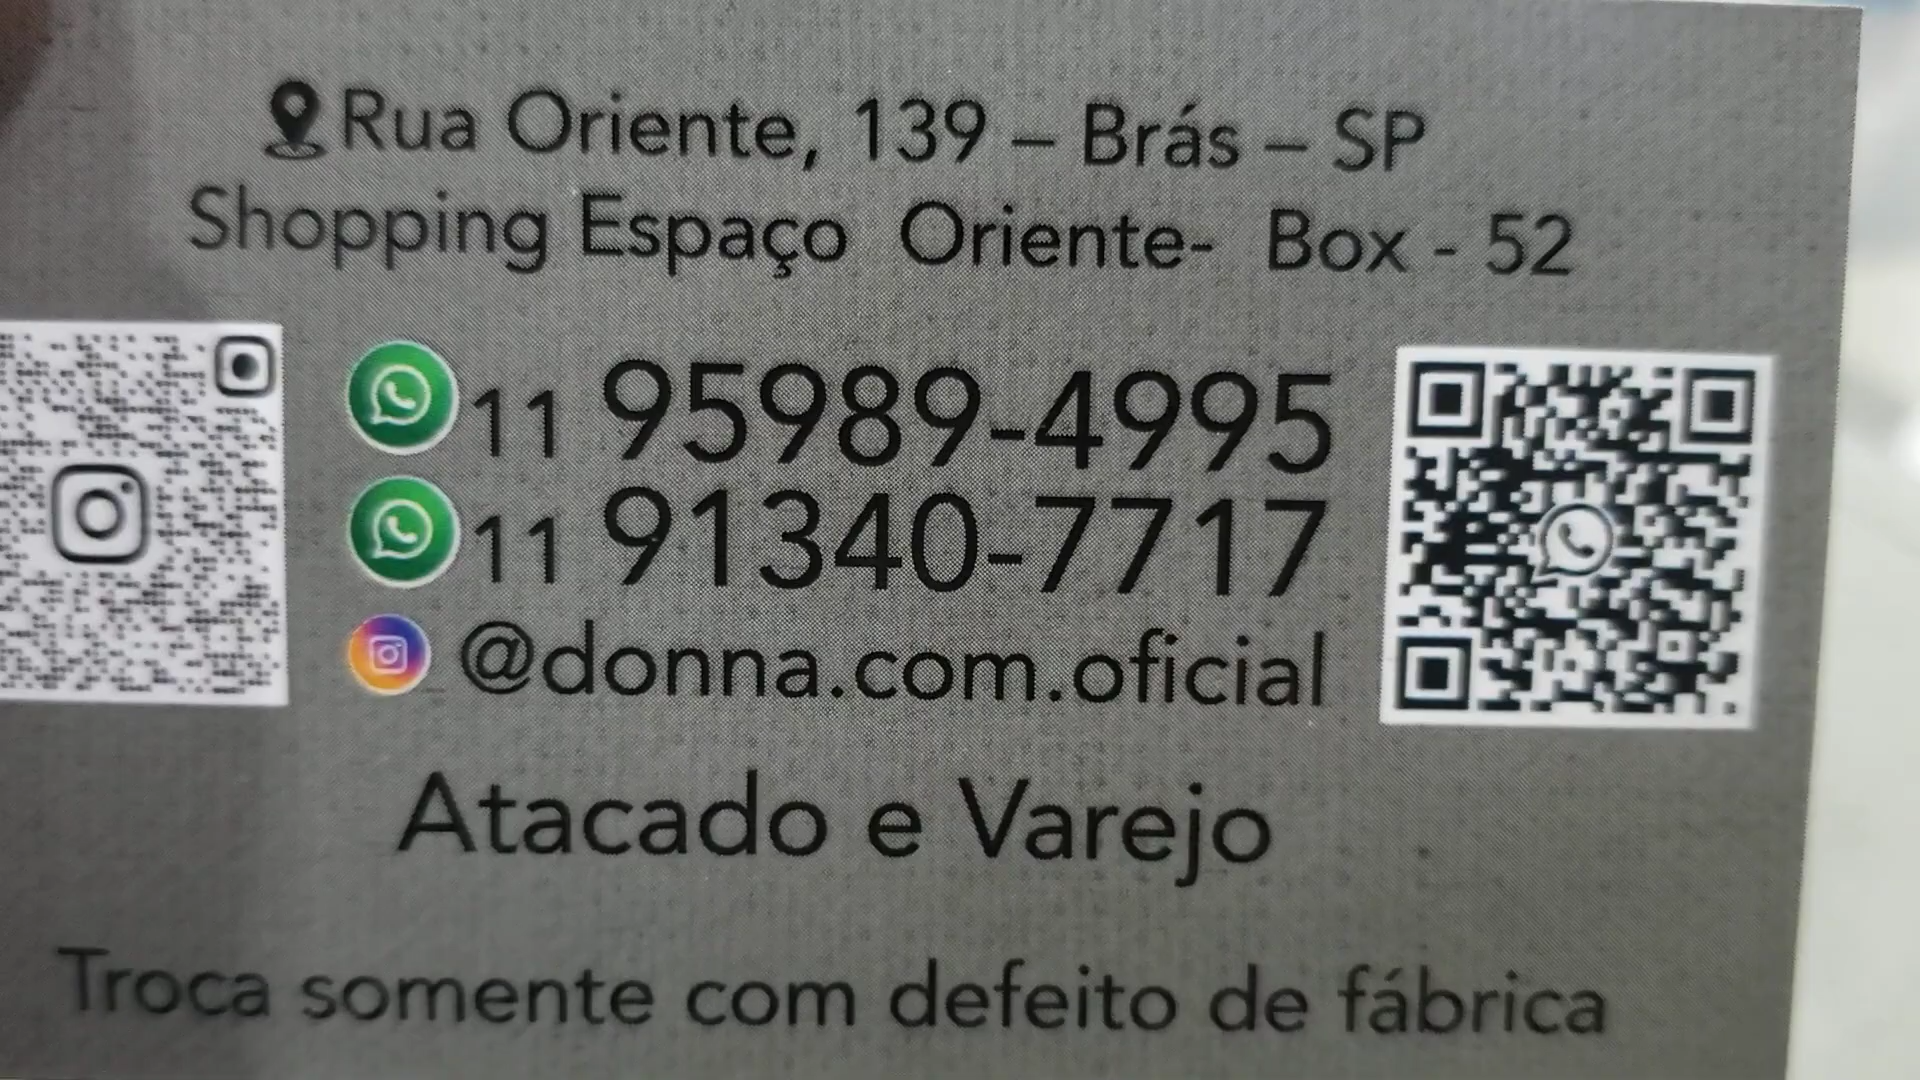 Rua Oriente, 139 – Brás – SP
Shopping Espaço Oriente- Box - 52
11 95989-4995
11 91340-7717
@donna.com.oficial
Atacado e Varejo
Troca somente com defeito de fábrica